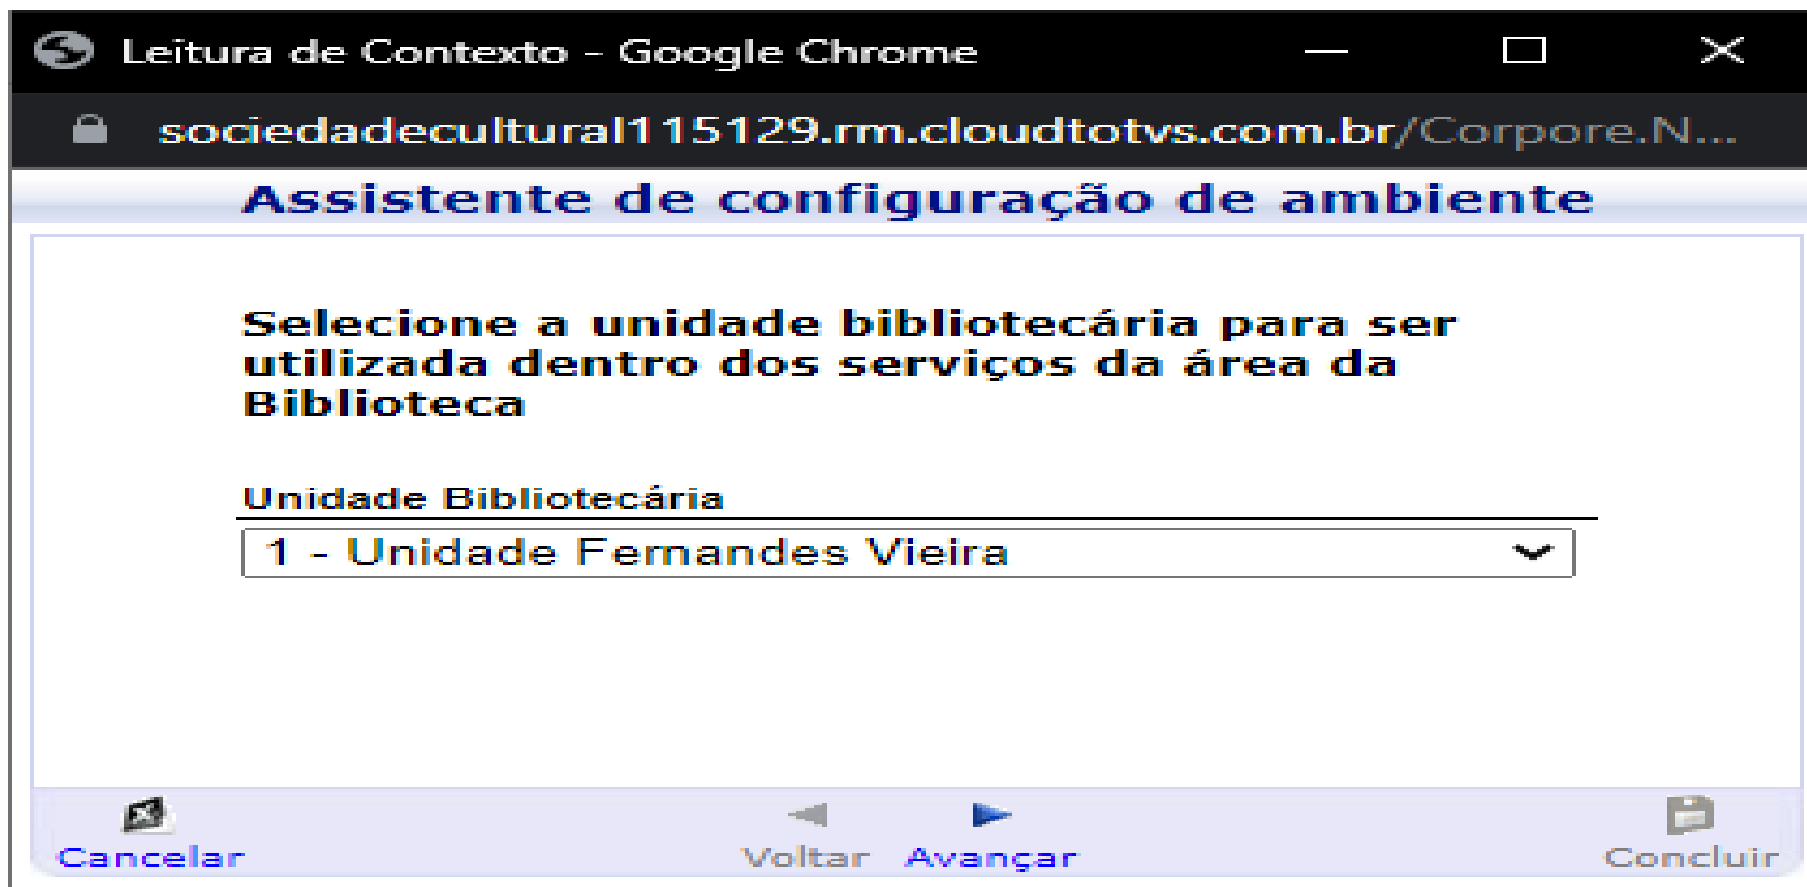 Leitura de Contexto - Google Chrome
sociedadecultural115129.rm.cloudtotvs.com.br/Corpore.N...
Assistente de configuração de ambiente
Selecione a unidade bibliotecária para ser
utilizada dentro dos serviços da área da
Biblioteca
Unidade Bibliotecária
1 - Unidade Fernandes Vieira
Cancelar Voltar Avançar Concluir